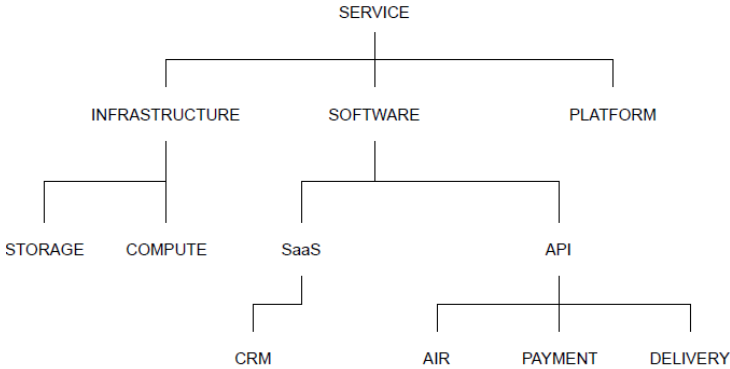 SERVICE
INFRASTRUCTURE SOFTWARE PLATFORM
STORAGE COMPUTE SaaS API
CRM AIR PAYMENT DELIVERY